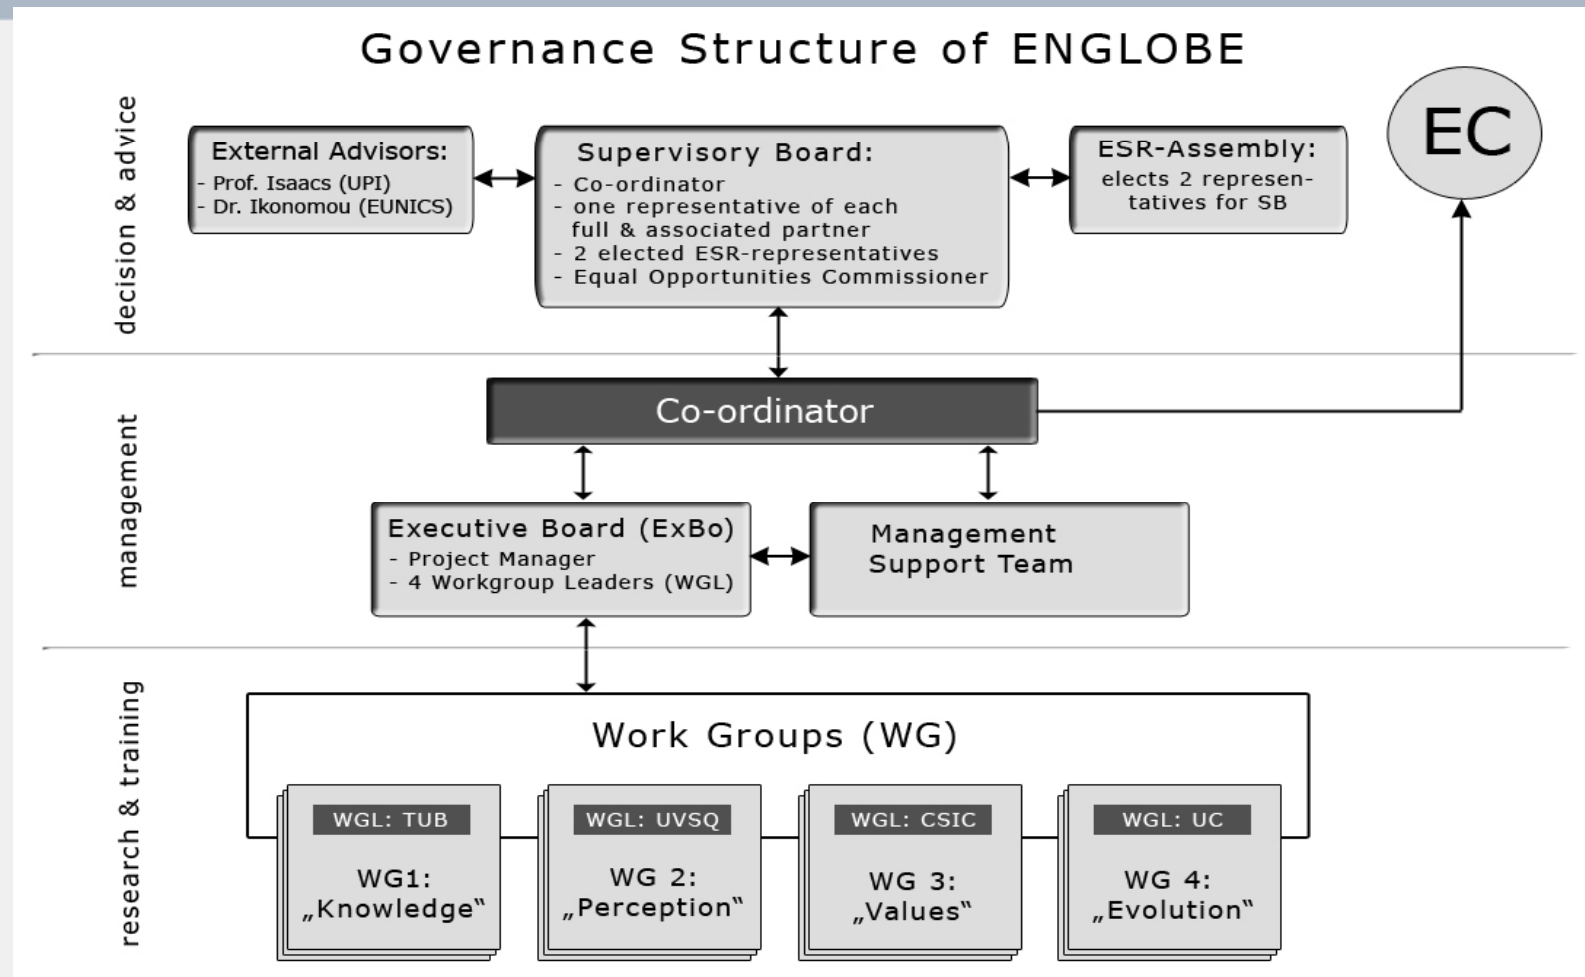 Governance Structure of ENGLOBE
decision & advice
External Advisors:
- Prof. Isaacs (UPI)
- Dr. Ikonomou (EUNICS)
Supervisory Board:
- Co-ordinator
- one representative of each
full & associated partner
- 2 elected ESR-representatives
- Equal Opportunities Commissioner
ESR-Assembly:
elects 2 represen-
tatives for SB
EC
management
Co-ordinator
Executive Board (ExBo)
- Project Manager
- 4 Workgroup Leaders (WGL)
Management
Support Team
research & training
Work Groups (WG)
WGL: TUB
WG1:
„Knowledge“
WGL: UVSQ
WG 2:
„Perception“
WGL: CSIC
WG 3:
„Values“
WGL: UC
WG 4:
„Evolution“